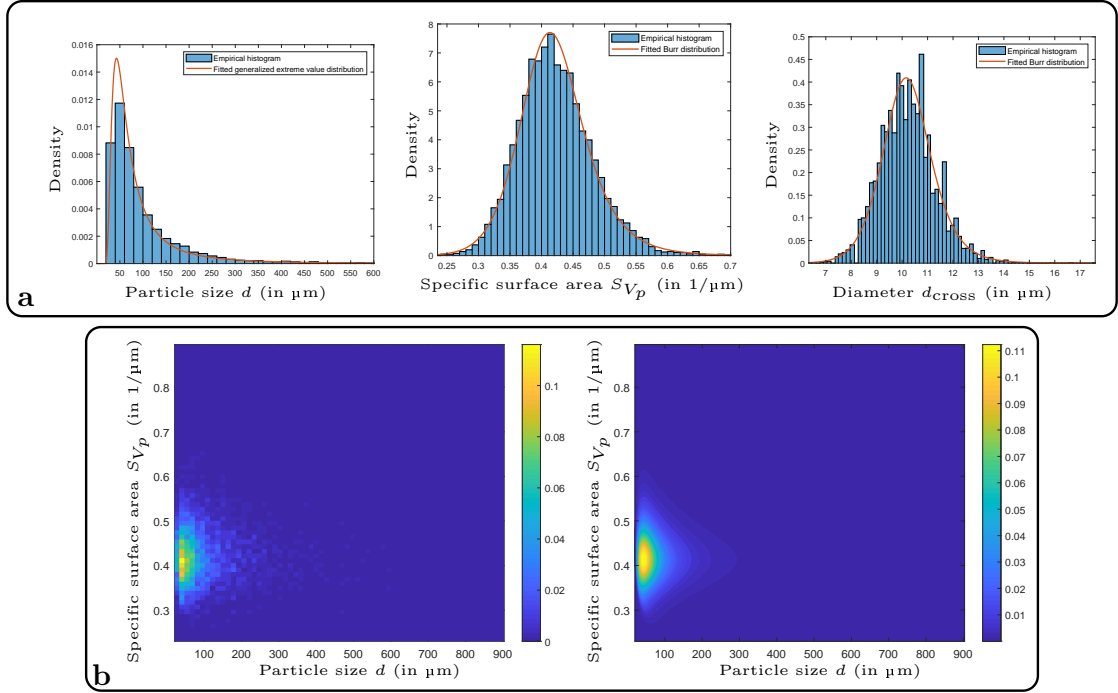 0.016
0.014
0.012
0.01
0.008
0.006
0.004
0.002
0
Density
Empirical histogram
Fitted generalized extreme value distribution
50 100 150 200 250 300 350 400 450 500 550 600
Particle size d (in µm)
8
7
6
5
4
3
2
1
0
Density
Empirical histogram
Fitted Burr distribution
0.25 0.3 0.35 0.4 0.45 0.5 0.55 0.6 0.65 0.7
Specific surface area S_{V_p} (in 1/µm)
0.5
0.45
0.4
0.35
0.3
0.25
0.2
0.15
0.1
0.05
0
Density
Empirical histogram
Fitted Burr distribution
7 8 9 10 11 12 13 14 15 16 17
Diameter d_{cross} (in µm)
a
Specific surface area S_{V_p} (in 1/µm)
0.8
0.7
0.6
0.5
0.4
0.3
100 200 300 400 500 600 700 800 900
Particle size d (in µm)
0.1
0.08
0.06
0.04
0.02
0
Specific surface area S_{V_p} (in 1/µm)
0.8
0.7
0.6
0.5
0.4
0.3
100 200 300 400 500 600 700 800 900
Particle size d (in µm)
0.11
0.1
0.09
0.08
0.07
0.06
0.05
0.04
0.03
0.02
0.01
b